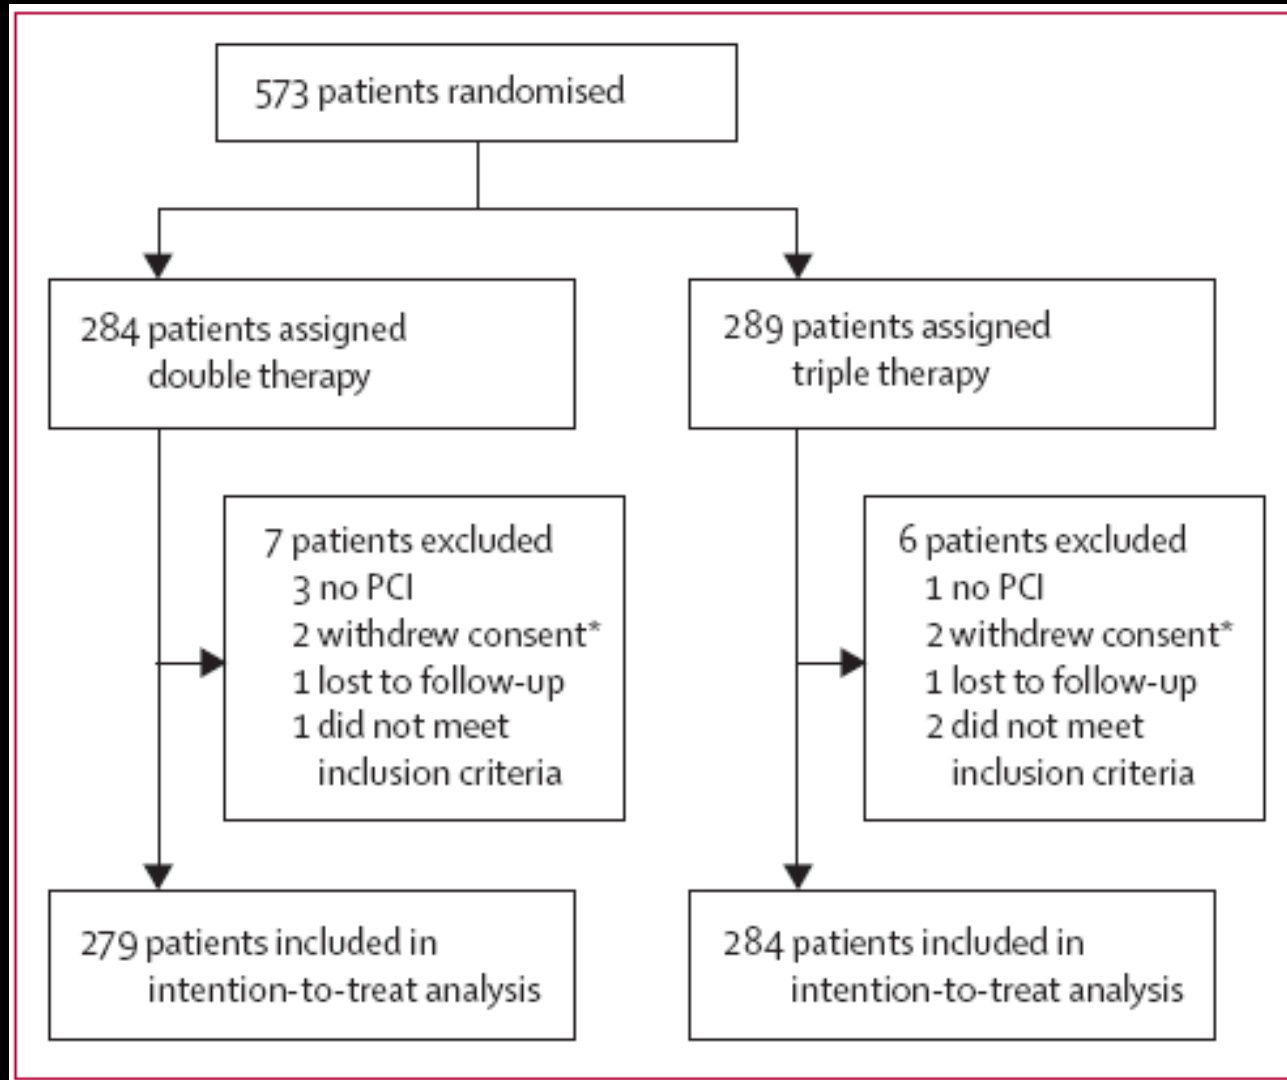 573 patients randomised
284 patients assigned
double therapy
289 patients assigned
triple therapy
7 patients excluded
3 no PCI
2 withdrew consent*
1 lost to follow-up
1 did not meet
inclusion criteria
6 patients excluded
1 no PCI
2 withdrew consent*
1 lost to follow-up
2 did not meet
inclusion criteria
279 patients included in
intention-to-treat analysis
284 patients included in
intention-to-treat analysis